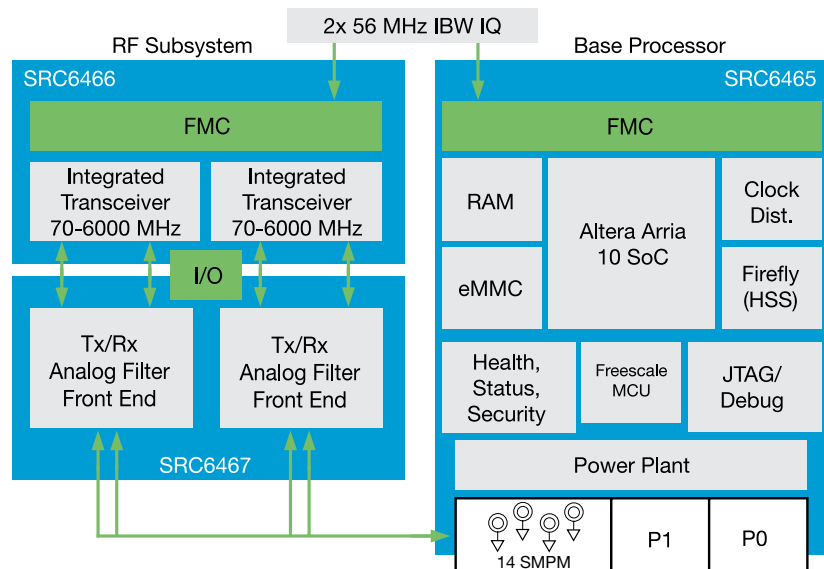 2x 56 MHz IBW IQ
RF Subsystem
Base Processor
SRC6466
SRC6465
FMC
FMC
Integrated
Transceiver
70-6000 MHz
Integrated
Transceiver
70-6000 MHz
RAM
Altera Arria
10 SoC
Clock
Dist.
I/O
eMMC
Firefly
(HSS)
Tx/Rx
Analog Filter
Front End
Tx/Rx
Analog Filter
Front End
Health,
Status,
Security
Freescale
MCU
JTAG/
Debug
SRC6467
Power Plant
14 SMPM
P1
P0